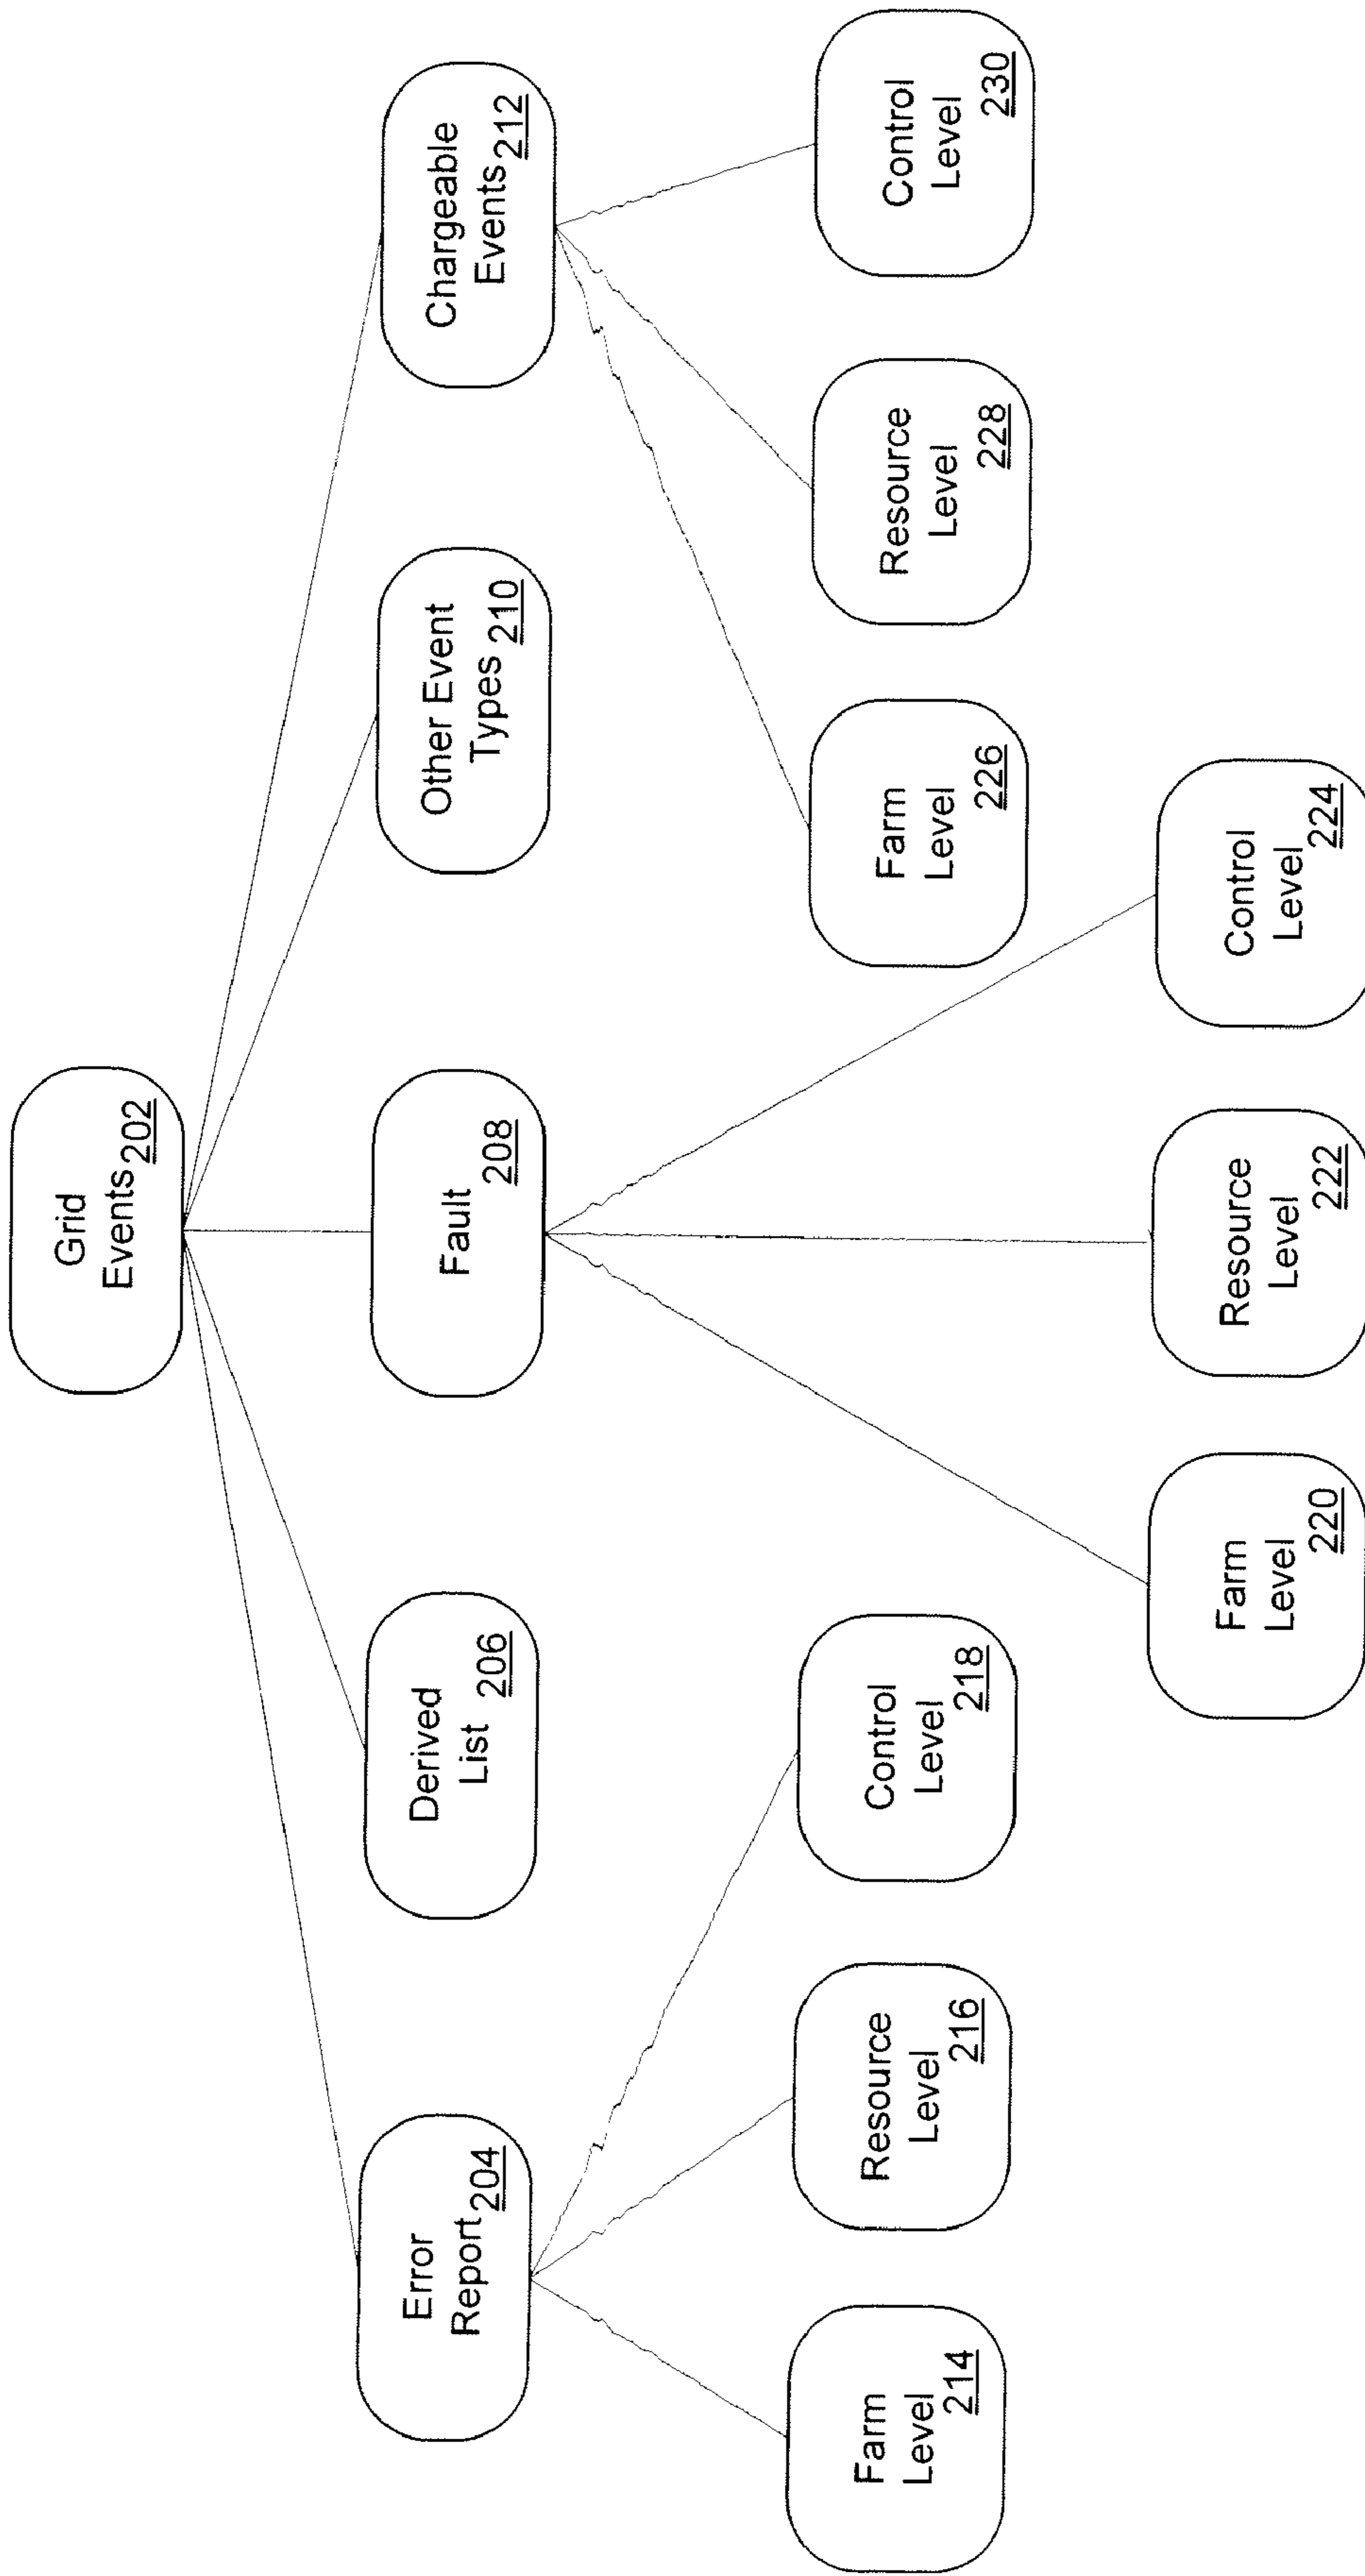 Grid
Events 202
Error
Report 204
Derived
List 206
Fault 208
Other Event
Types 210
Chargeable
Events 212
Farm
Level 214
Resource
Level 216
Control
Level 218
Farm
Level 220
Resource
Level 222
Control
Level 224
Farm
Level 226
Resource
Level 228
Control
Level 230